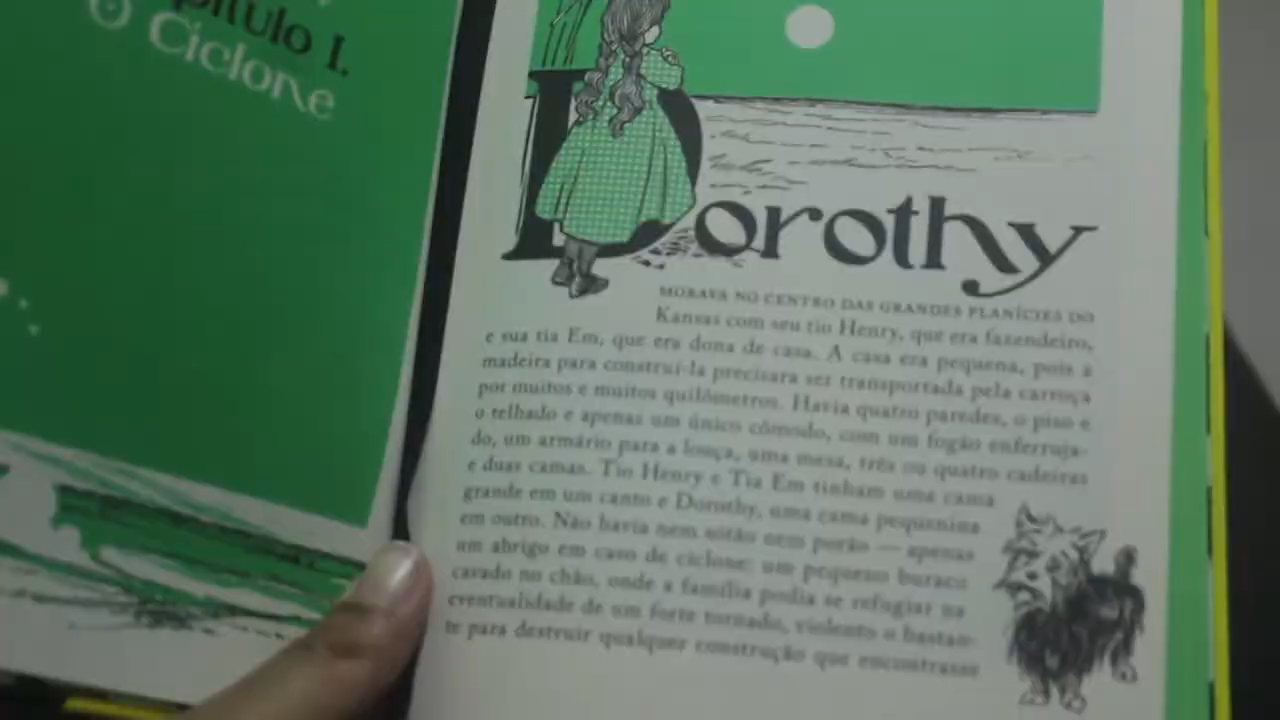 pítulo I.
O Ciclone
Dorothy
MORAVA NO CENTRO DAS GRANDES PLANÍCIES DO
Kansas com seu tio Henry, que era fazendeiro,
e sua tia Em, que era dona de casa. A casa era pequena, pois a
madeira para construí-la precisara ser transportada pela carroça
por muitos e muitos quilômetros. Havia quatro paredes, o piso e
o telhado e apenas um único cômodo, com um fogão enferruja-
do, um armário para a louça, uma mesa, três ou quatro cadeiras
e duas camas. Tio Henry e Tia Em tinham uma cama
grande em um canto e Dorothy, uma cama pequenina
em outro. Não havia nem sótão nem porão — apenas
um abrigo em caso de ciclone: um pequeno buraco
cavado no chão, onde a família podia se refugiar na
eventualidade de um forte tornado, violento o bastan-
te para destruir qualquer construção que encontrasse